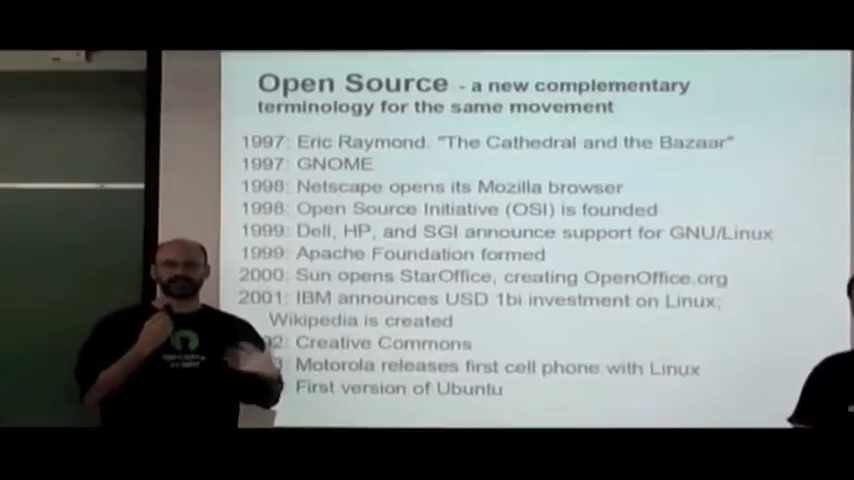 Open Source - a new complementary
terminology for the same movement
1997: Eric Raymond. "The Cathedral and the Bazaar"
1997: GNOME
1998: Netscape opens its Mozilla browser
1998: Open Source Initiative (OSI) is founded
1999: Dell, HP, and SGI announce support for GNU/Linux
1999: Apache Foundation formed
2000: Sun opens StarOffice, creating OpenOffice.org
2001: IBM announces USD 1bi investment on Linux;
Wikipedia is created
2: Creative Commons
Motorola releases first cell phone with Linux
First version of Ubuntu